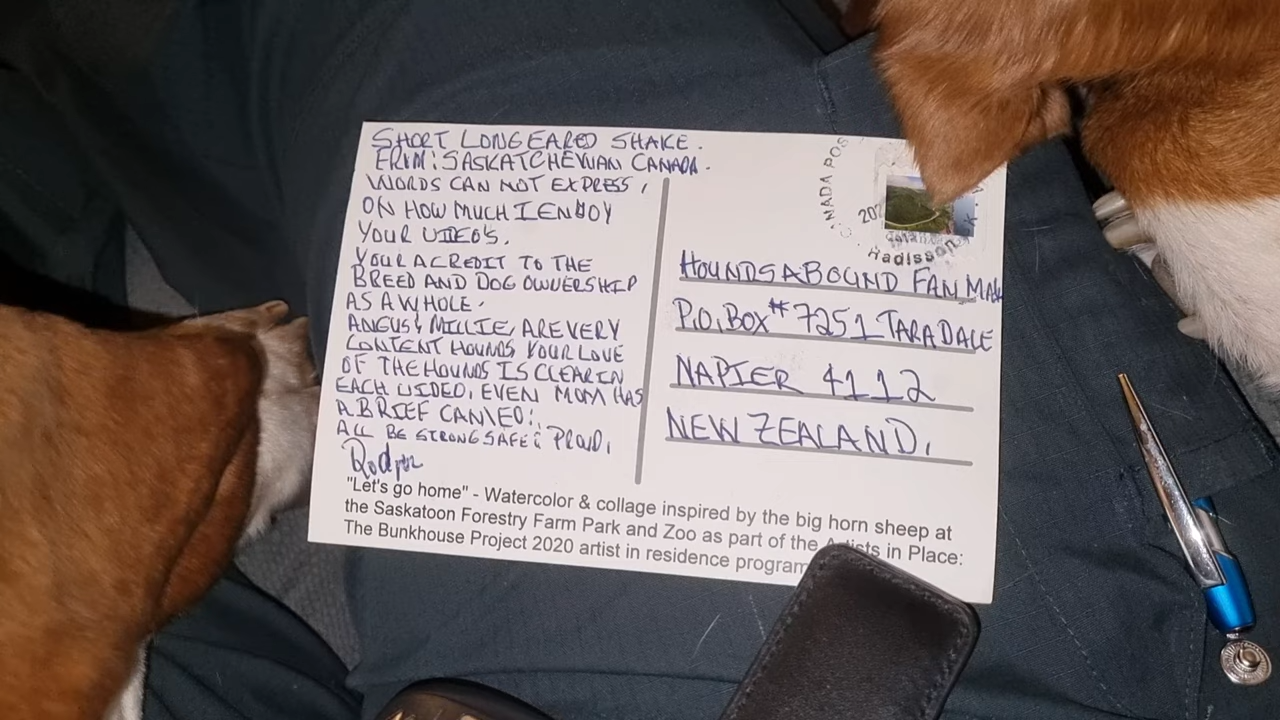 SHORT LONG EARED SHAKE.
FRIM: SASKATCHEWAN CANADA.
WORDS CAN NOT EXPRESS,
ON HOW MUCH I ENJOY
YOUR VIDEO'S.
YOUR A CREDIT TO THE
BREED AND DOG OWNERSHIP
AS A WHOLE.
ANGUS & MILLIE, ARE VERY
CONTENT HOUNDS YOUR LOVE
OF THE HOUNDS IS CLEAR IN
EACH VIDEO, EVEN MOM HAS
A BRIEF CAMEO!.
ALL BE STRONG SAFE & PROUD.
"Let's go home" - Watercolor & collage inspired by the big horn sheep at
the Saskatoon Forestry Farm Park and Zoo as part of the Artists in Place:
The Bunkhouse Project 2020 artist in residence program
CANADA POS
Radisson
HOUNDSABOUND FAN MAI
P.O. BOX # 7251 TARADALE
NAPIER 4112
NEW ZEALAND.